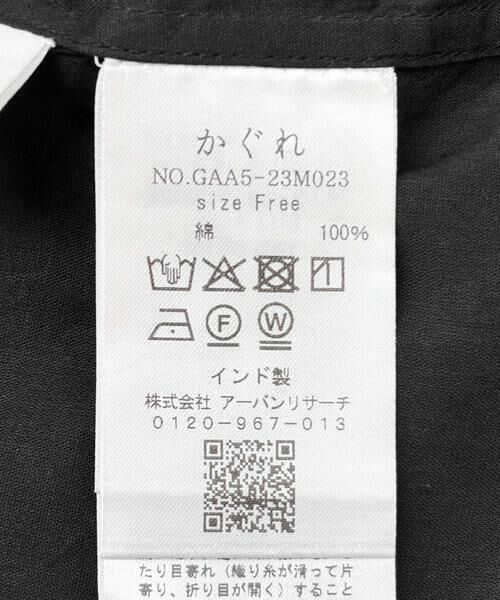 かぐれ
NO.GAA5-23M023
size Free
綿 100%
F W
インド製
株式会社 アーバンリサーチ
0120-967-013
たり目寄れ（織り糸が滑って片
寄り、折り目が開く）すること